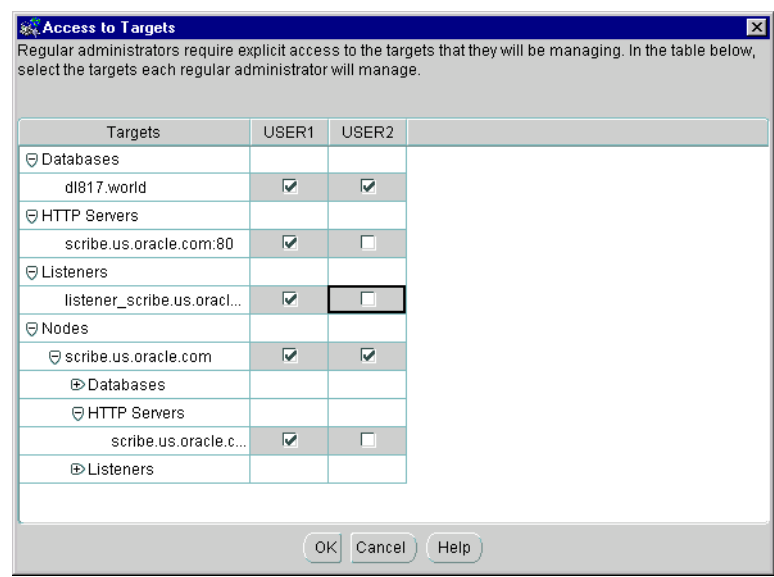 Access to Targets
Regular administrators require explicit access to the targets that they will be managing. In the table below,
select the targets each regular administrator will manage.
Targets USER1 USER2
Databases
dl817.world
HTTP Servers
scribe.us.oracle.com:80
Listeners
listener_scribe.us.oracl...
Nodes
scribe.us.oracle.com
Databases
HTTP Servers
scribe.us.oracle.c...
Listeners
OK Cancel Help